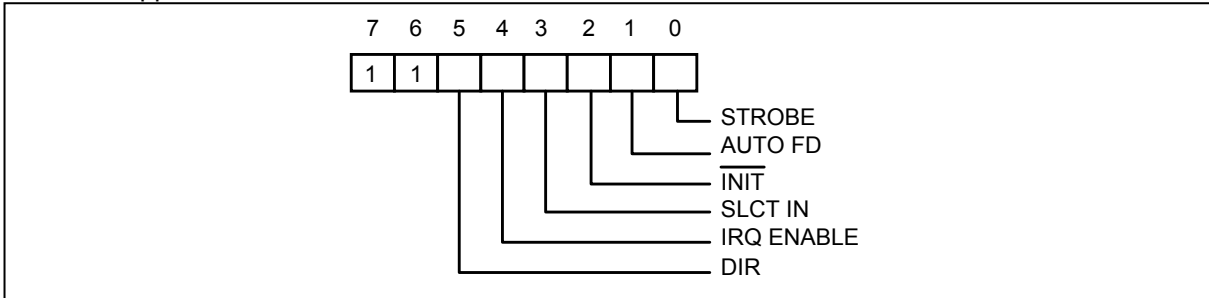 7 6 5 4 3 2 1 0
1 1
STROBE
AUTO FD
INIT
SLCT IN
IRQ ENABLE
DIR